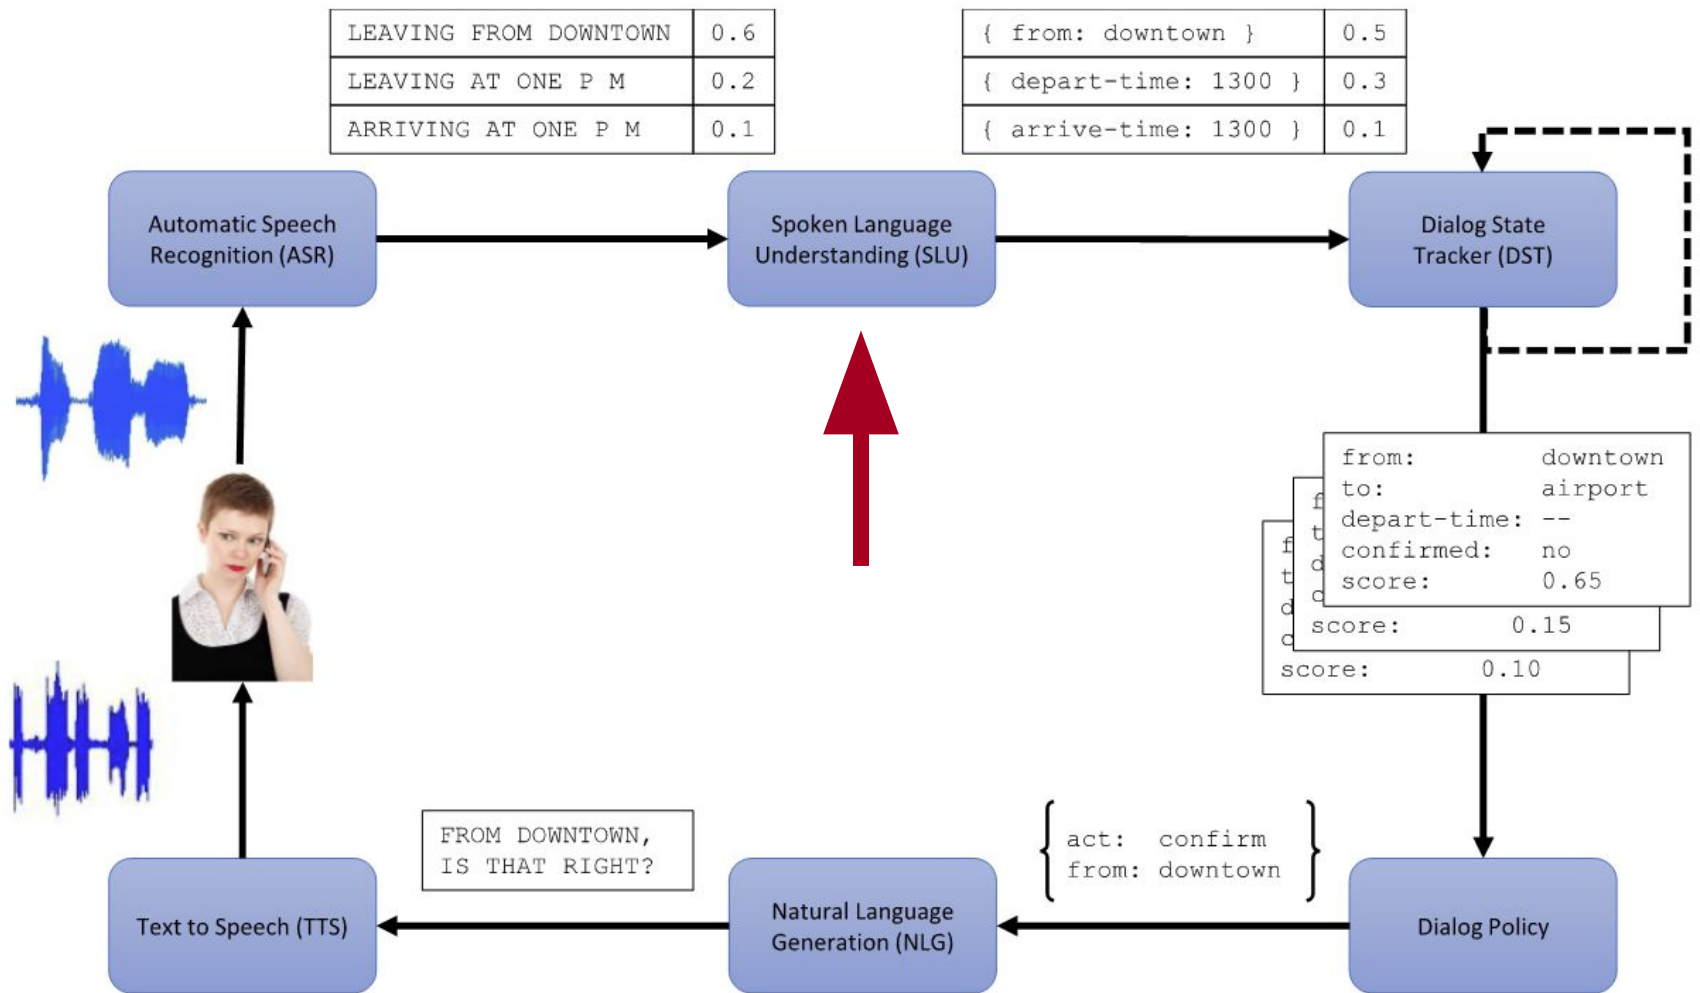 LEAVING FROM DOWNTOWN 0.6
LEAVING AT ONE P M 0.2
ARRIVING AT ONE P M 0.1
{ from: downtown } 0.5
{ depart-time: 1300 } 0.3
{ arrive-time: 1300 } 0.1
Automatic Speech
Recognition (ASR)
Spoken Language
Understanding (SLU)
Dialog State
Tracker (DST)
from: downtown
to: airport
depart-time: --
confirmed: no
score: 0.65
f
t
d
c
score: 0.15
f
t
d
c
score: 0.10
act: confirm
from: downtown
FROM DOWNTOWN,
IS THAT RIGHT?
Text to Speech (TTS)
Natural Language
Generation (NLG)
Dialog Policy